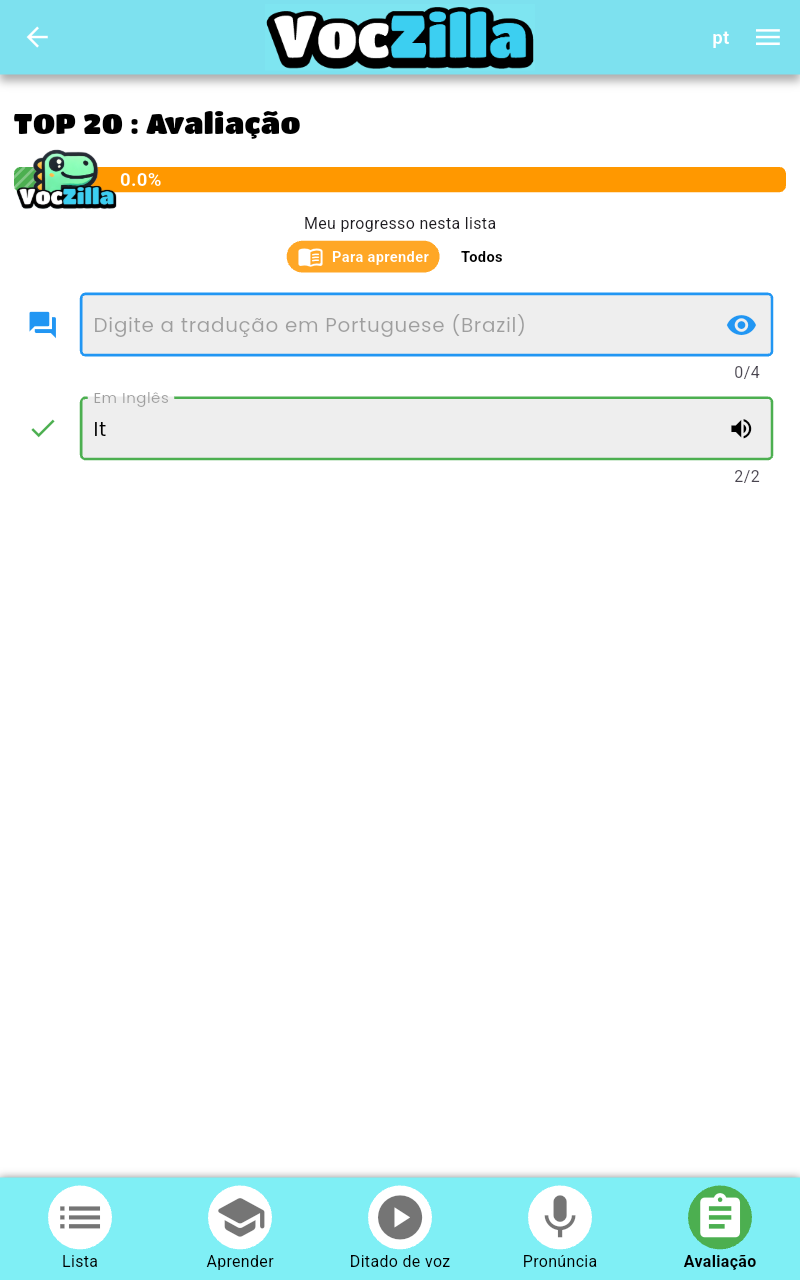 VocZilla
pt
TOP 20 : Avaliação
VocZilla
0.0%
Meu progresso nesta lista
Para aprender
Todos
Digite a tradução em Portuguese (Brazil)
0/4
Em Inglês
It
2/2
Lista
Aprender
Ditado de voz
Pronúncia
Avaliação